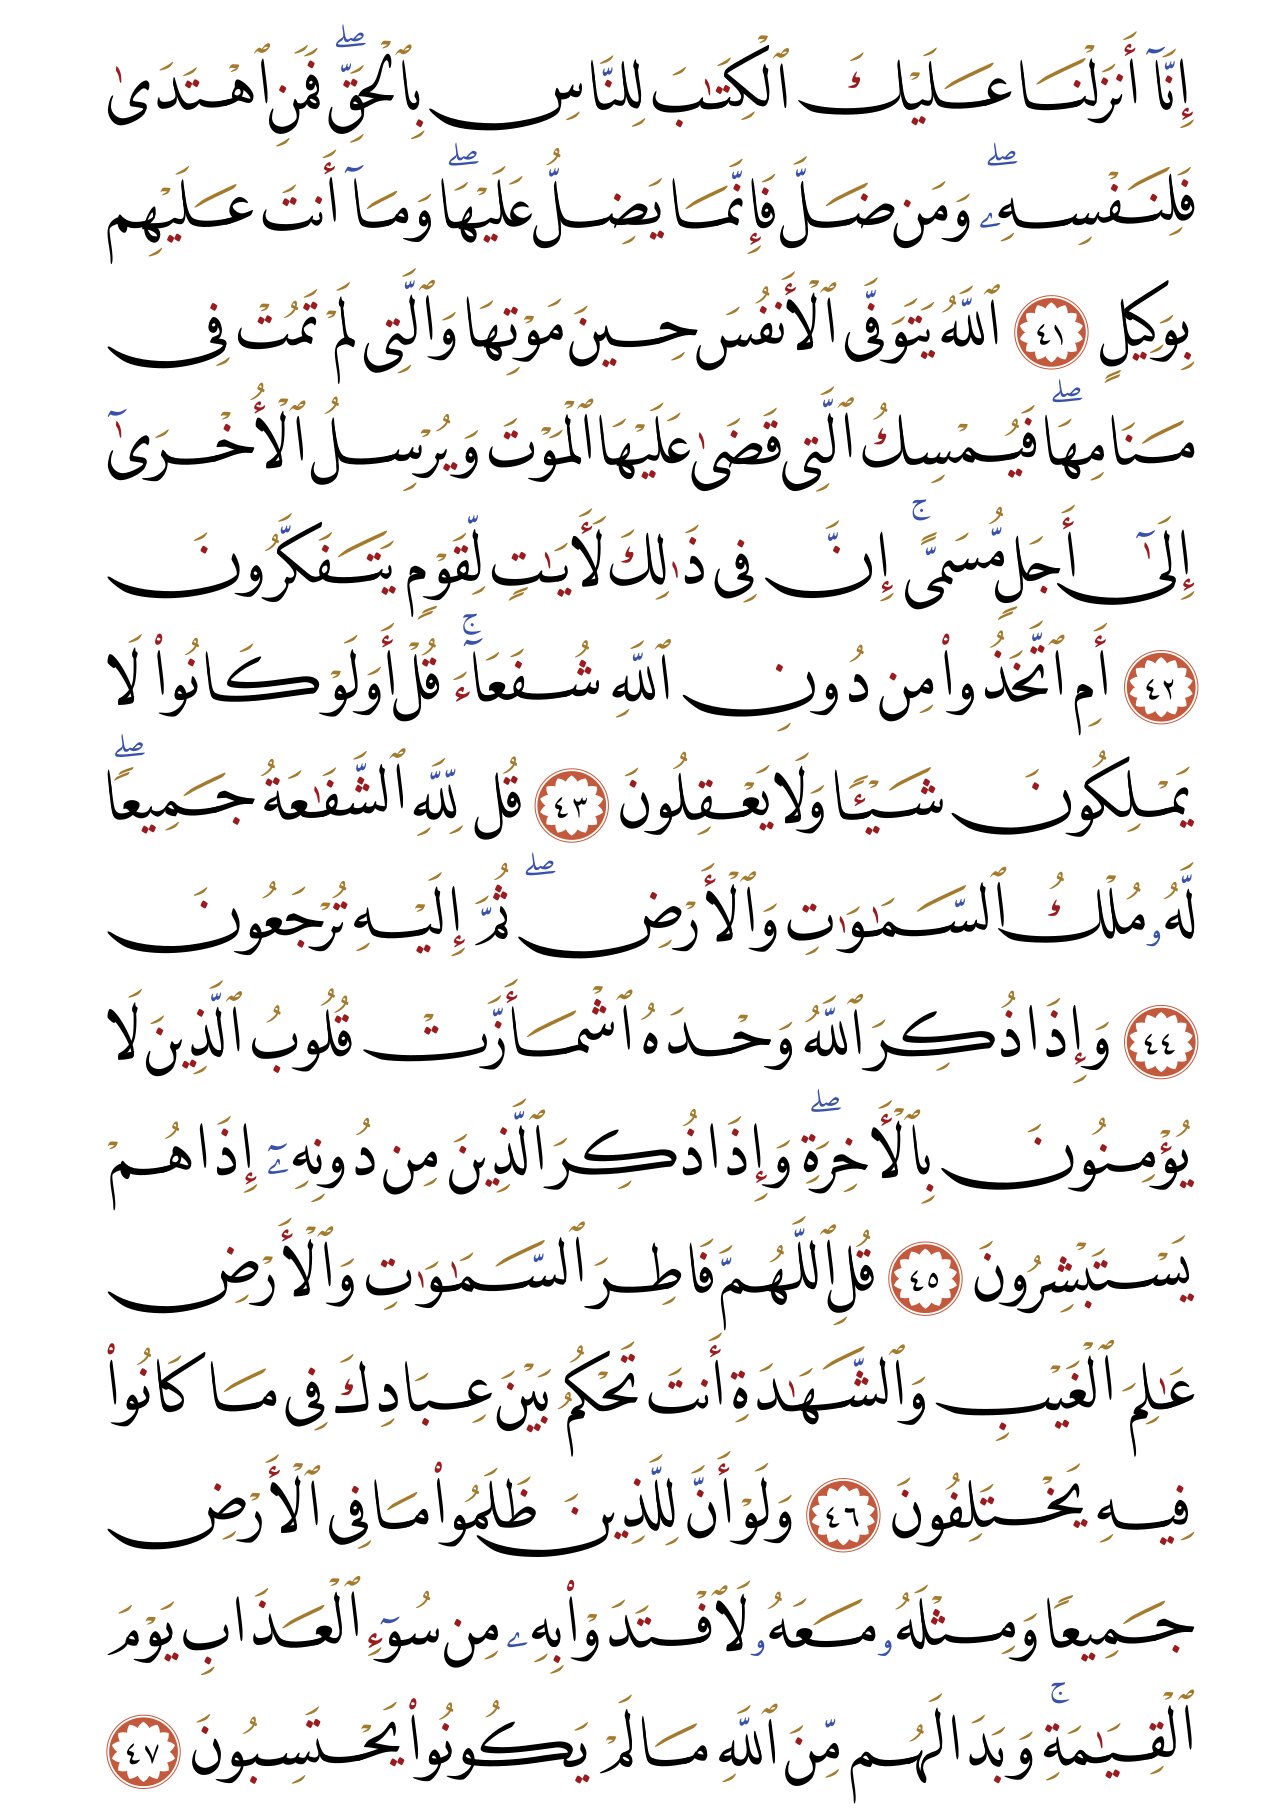 إِنَّآ أَنزَلْنَا عَلَيْكَ ٱلْكِتَٰبَ لِلنَّاسِ بِٱلْحَقِّ ۖ فَمَنِ ٱهْتَدَىٰ
فَلِنَفْسِهِۦ ۖ وَمَن ضَلَّ فَإِنَّمَا يَضِلُّ عَلَيْهَا ۖ وَمَآ أَنتَ عَلَيْهِم
بِوَكِيلٍ ٤١ ٱللَّهُ يَتَوَفَّى ٱلْأَنفُسَ حِينَ مَوْتِهَا وَٱلَّتِى لَمْ تَمُتْ فِى
مَنَامِهَا ۖ فَيُمْسِكُ ٱلَّتِى قَضَىٰ عَلَيْهَا ٱلْمَوْتَ وَيُرْسِلُ ٱلْأُخْرَىٰٓ
إِلَىٰٓ أَجَلٍ مُّسَمًّى ۚ إِنَّ فِى ذَٰلِكَ لَأَيَٰتٍ لِّقَوْمٍ يَتَفَكَّرُونَ
٤٢ أَمِ ٱتَّخَذُوا۟ مِن دُونِ ٱللَّهِ شُفَعَآءَ ۚ قُلْ أَوَلَوْ كَانُوا۟ لَا
يَمْلِكُونَ شَيْـًٔا وَلَا يَعْقِلُونَ ٤٣ قُل لِّلَّهِ ٱلشَّفَٰعَةُ جَمِيعًا ۖ
لَّهُۥ مُلْكُ ٱلسَّمَٰوَٰتِ وَٱلْأَرْضِ ۖ ثُمَّ إِلَيْهِ تُرْجَعُونَ
٤٤ وَإِذَا ذُكِرَ ٱللَّهُ وَحْدَهُ ٱشْمَأَزَّتْ قُلُوبُ ٱلَّذِينَ لَا
يُؤْمِنُونَ بِٱلْأَخِرَةِ ۖ وَإِذَا ذُكِرَ ٱلَّذِينَ مِن دُونِهِۦٓ إِذَا هُمْ
يَسْتَبْشِرُونَ ٤٥ قُلِ ٱللَّهُمَّ فَاطِرَ ٱلسَّمَٰوَٰتِ وَٱلْأَرْضِ
عَٰلِمَ ٱلْغَيْبِ وَٱلشَّهَٰدَةِ أَنتَ تَحْكُمُ بَيْنَ عِبَادِكَ فِى مَا كَانُوا۟
فِيهِ يَخْتَلِفُونَ ٤٦ وَلَوْ أَنَّ لِلَّذِينَ ظَلَمُوا۟ مَا فِى ٱلْأَرْضِ
جَمِيعًا وَمِثْلَهُۥ مَعَهُۥ لَٱفْتَدَوْا۟ بِهِۦ مِن سُوٓءِ ٱلْعَذَابِ يَوْمَ
ٱلْقِيَٰمَةِ ۚ وَبَدَا لَهُم مِّنَ ٱللَّهِ مَا لَمْ يَكُونُوا۟ يَحْتَسِبُونَ ٤٧